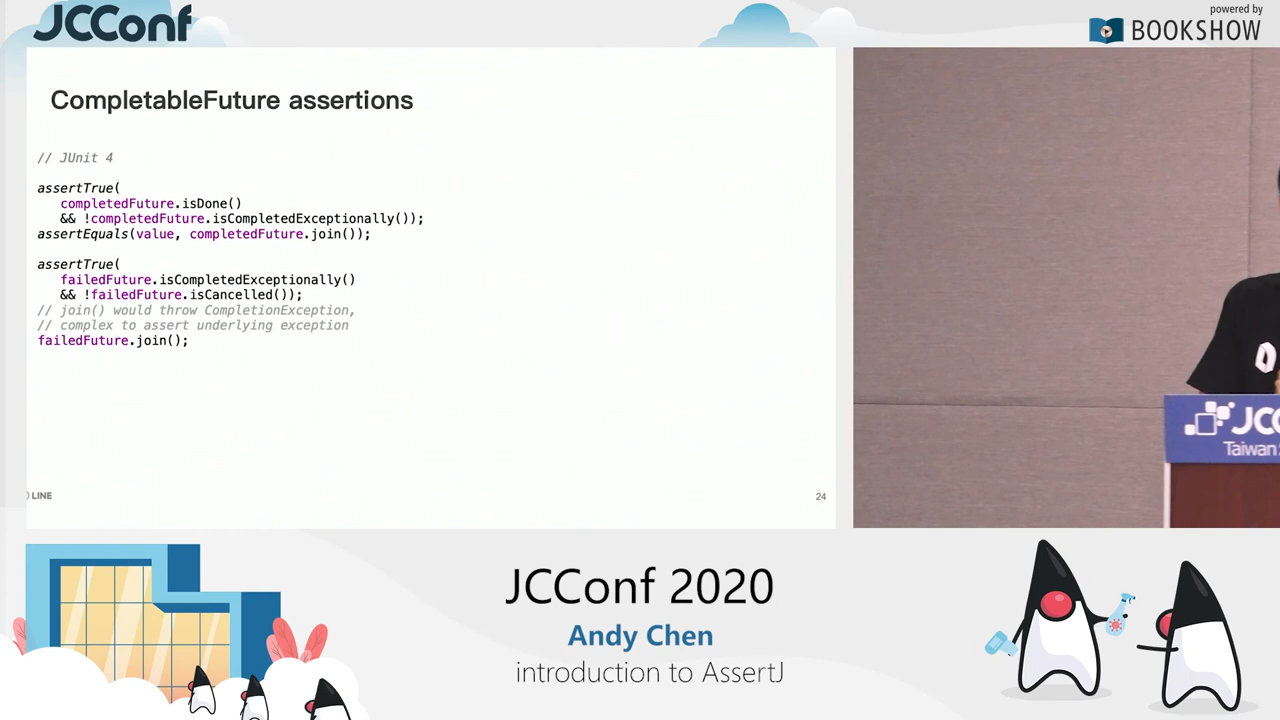 JCConf
powered by
BOOKSHOW
CompletableFuture assertions
// JUnit 4
assertTrue(
completedFuture.isDone()
&& !completedFuture.isCompletedExceptionally());
assertEquals(value, completedFuture.join());
assertTrue(
failedFuture.isCompletedExceptionally()
&& !failedFuture.isCancelled());
// join() would throw CompletionException,
// complex to assert underlying exception
failedFuture.join();
LINE
24
JCC
Taiwan
JCConf 2020
Andy Chen
introduction to AssertJ